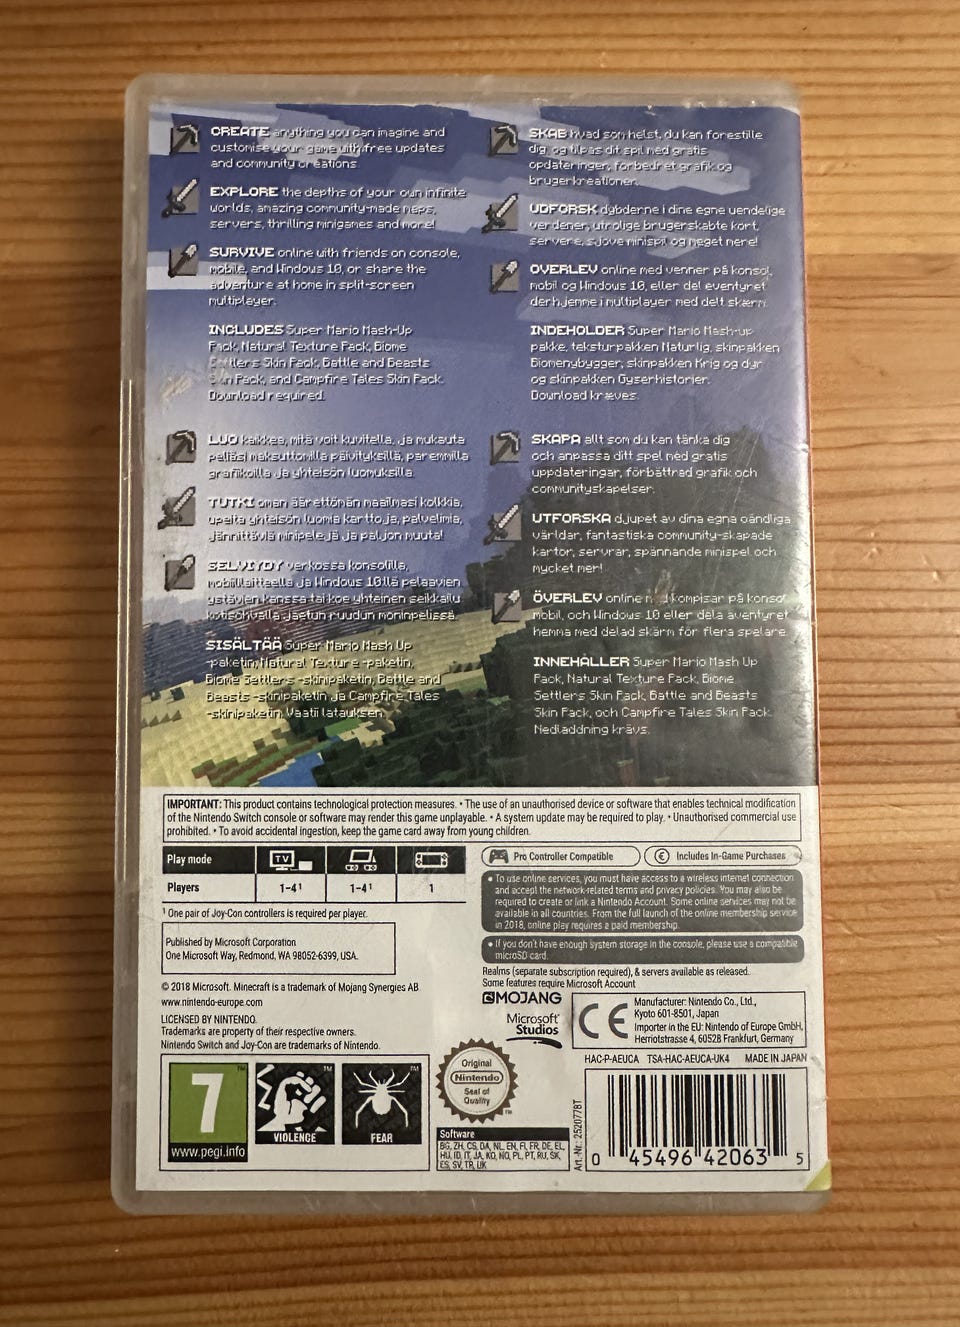 CREATE anything you can imagine and
customise your game with free updates
and community creations.
EXPLORE the depths of your own infinite
worlds, amazing community-made maps,
servers, thrilling minigames and more!
SURVIVE online with friends on console,
mobile, and Windows 10, or share the
adventure at home in split-screen
multiplayer.
INCLUDES Super Mario Mash-Up
Pack, Natural Texture Pack, Biome
Settlers Skin Pack, Battle and Beasts
Skin Pack, and Campfire Tales Skin Pack.
Download required.
SKAB hvad som helst, du kan forestille
dig og tilpas dit spil med gratis
opdateringer, forbedret grafik og
brugerkreationer.
UDFORSK dybderne i dine egne uendelige
verdener, utrolige brugerskabte kort,
servere, sjove minispil og meget mere!
OVERLEV online med venner på konsol,
mobil og Windows 10, eller del eventyret
derhjemme i multiplayer med delt skærm.
INDEHOLDER Super Mario Mash-up
pakke, teksturpakken Naturlig, skinpakken
Biomenybygger, skinpakken Krig og dyr
og skinpakken Gyserhistorier.
Download kræves.
LUO kaikkea, mitä voit kuvitella, ja mukauta
peliäsi maksuttomilla päivityksillä, paremmilla
grafikoilla ja yhteisön luomuksilla.
TUTKI oman äärettömän maailmasi kolkkia,
upeita yhteisön luomia karttoja, palvelimia,
jännittäviä minipelejä ja paljon muuta!
SELVIYDY verkossa konsolilla,
mobiililaitteella ja Windows 10:llä pelaavien
ystävien kanssa tai koe yhteinen seikkailu
kotisohvalla jaetun ruudun moninpelissä.
SISÄLTÄÄ Super Mario Mash Up
-paketin, Natural Texture -paketin,
Biome Settlers -skinipaketin, Battle and
Beasts -skinipaketin ja Campfire Tales
-skinipaketin. Vaatii latauksen.
SKAPA allt som du kan tänka dig
och anpassa ditt spel med gratis
uppdateringar, förbättrad grafik och
communityskapelser.
UTFORSKA djupet av dina egna oändliga
världar, fantastiska community-skapade
kartor, servrar, spännande minispel och
mycket mer!
ÖVERLEV online med kompisar på konsol,
mobil, och Windows 10 eller dela äventyret
hemma med delad skärm för flera spelare.
INNEHÅLLER Super Mario Mash Up
Pack, Natural Texture Pack, Biome
Settlers Skin Pack, Battle and Beasts
Skin Pack, och Campfire Tales Skin Pack.
Nedladdning krävs.
IMPORTANT: This product contains technological protection measures. • The use of an unauthorised device or software that enables technical modification
of the Nintendo Switch console or software may render this game unplayable. • A system update may be required to play. • Unauthorised commercial use
prohibited. • To avoid accidental ingestion, keep the game card away from young children.
Play mode TV
Players 1-4¹ 1-4¹ 1
¹ One pair of Joy-Con controllers is required per player.
Pro Controller Compatible
€ Includes In-Game Purchases
• To use online services, you must have access to a wireless internet connection
and accept the network-related terms and privacy policies. You may also be
required to create or link a Nintendo Account. Some online services may not be
available in all countries. From the full launch of the online membership service
in 2018, online play requires a paid membership.
• If you don't have enough system storage in the console, please use a compatible
microSD card.
Realms (separate subscription required), & servers available as released.
Some features require Microsoft Account
Published by Microsoft Corporation
One Microsoft Way, Redmond, WA 98052-6399, USA.
© 2018 Microsoft. Minecraft is a trademark of Mojang Synergies AB
www.nintendo-europe.com
LICENSED BY NINTENDO.
Trademarks are property of their respective owners.
Nintendo Switch and Joy-Con are trademarks of Nintendo.
MOJANG
Microsoft
Studios
CE
Manufacturer: Nintendo Co., Ltd.,
Kyoto 601-8501, Japan
Importer in the EU: Nintendo of Europe GmbH,
Herriotstrasse 4, 60528 Frankfurt, Germany
HAC-P-AEUCA TSA-HAC-AEUCA-UK4 MADE IN JAPAN
7
www.pegi.info
VIOLENCE
FEAR
TM
Original
Nintendo
Seal of
Quality
TM
Software
BG, ZH, CS, DA, NL, EN, FI, FR, DE, EL,
HU, ID, IT, JA, KO, NO, PL, PT, RU, SK,
ES, SV, TR, UK
Art.-Nr.: 2520778T
0 45496 42063 5